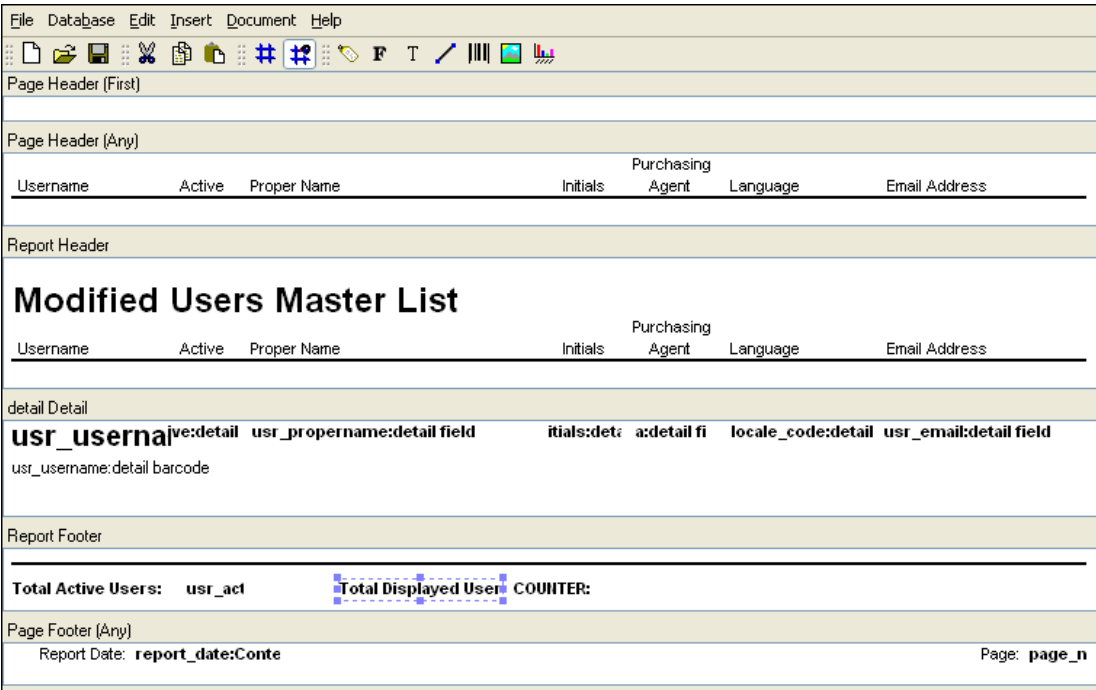 File Database Edit Insert Document Help
F T
Page Header (First)
Page Header (Any)
Purchasing
Username Active Proper Name Initials Agent Language Email Address
Report Header
Modified Users Master List
Purchasing
Username Active Proper Name Initials Agent Language Email Address
detail Detail
usr_usernai ve:detail usr_propername:detail field itials:deta a:detail fi locale_code:detail usr_email:detail field
usr_username:detail barcode
Report Footer
Total Active Users: usr_act Total Displayed User COUNTER:
Page Footer (Any)
Report Date: report_date:Conte Page: page_n